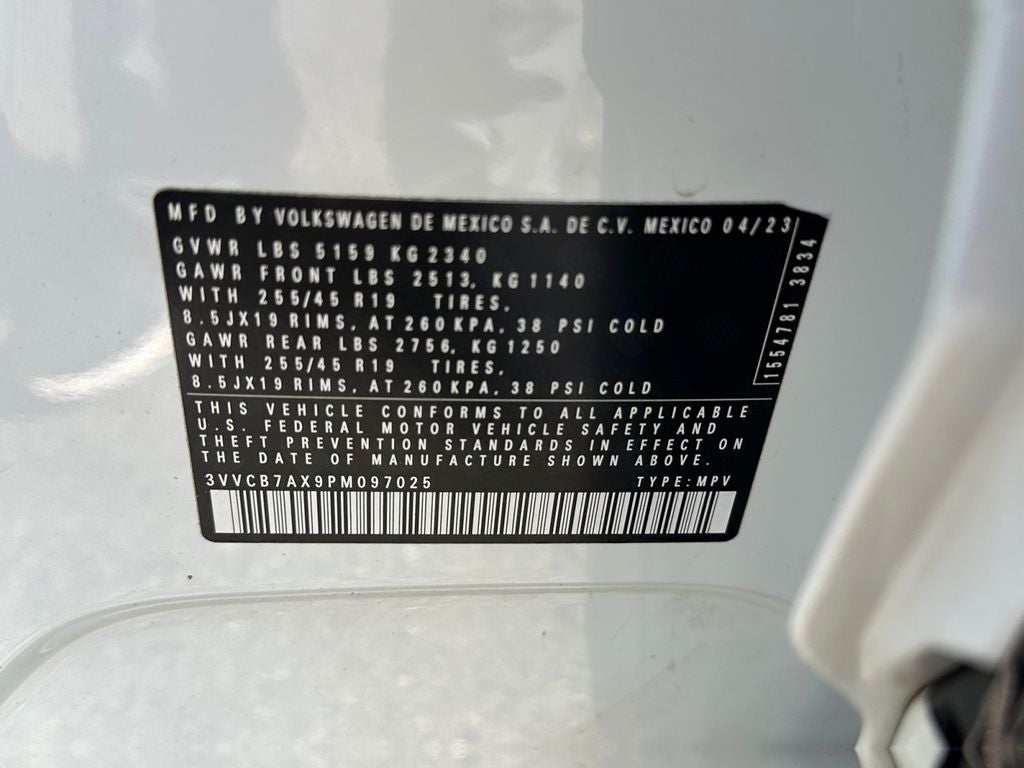 MFD BY VOLKSWAGEN DE MEXICO S.A. DE C.V. MEXICO 04/23
GVWR LBS 5159 KG 2340
GAWR FRONT LBS 2513, KG 1140
WITH 255/45 R19 TIRES,
8.5JX19 RIMS, AT 260 KPA, 38 PSI COLD
GAWR REAR LBS 2756, KG 1250
WITH 255/45 R19 TIRES,
8.5JX19 RIMS, AT 260 KPA, 38 PSI COLD
1554781 3834
THIS VEHICLE CONFORMS TO ALL APPLICABLE
U.S. FEDERAL MOTOR VEHICLE SAFETY AND
THEFT PREVENTION STANDARDS IN EFFECT ON
THE DATE OF MANUFACTURE SHOWN ABOVE.
3VVCB7AX9PM097025 TYPE: MPV